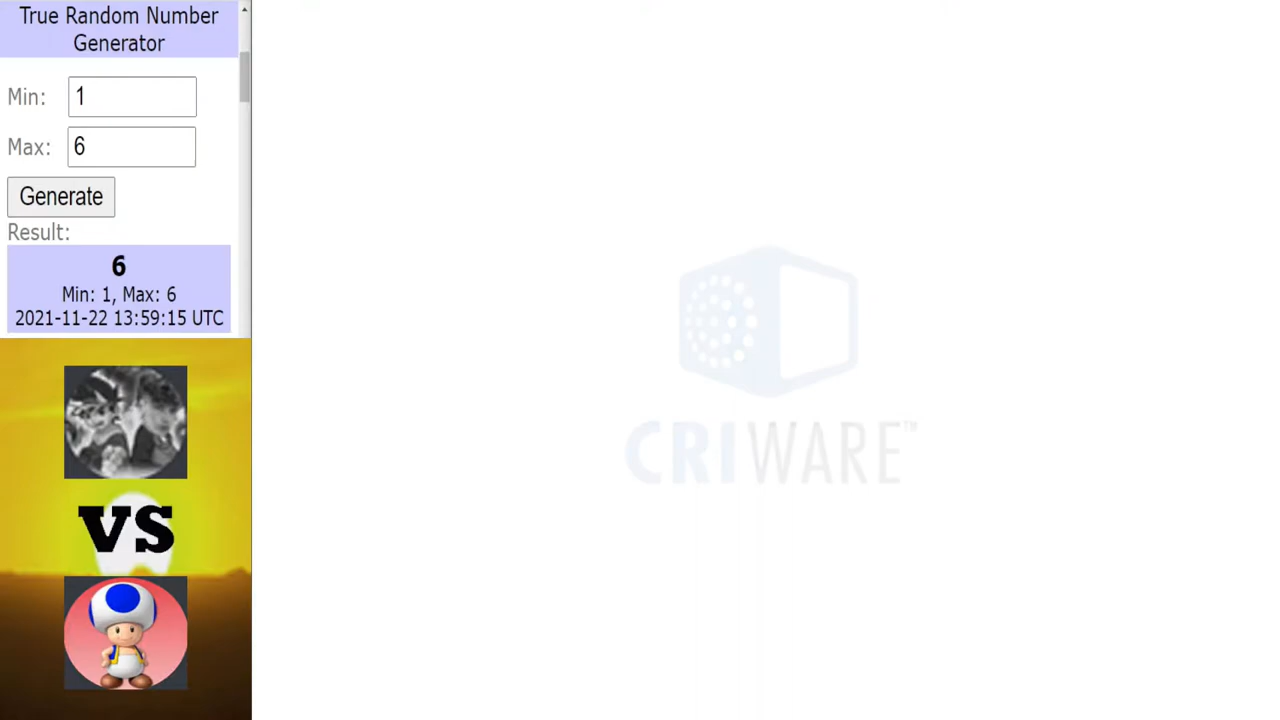 True Random Number
Generator
Min: 1
Max: 6
Generate
Result:
6
Min: 1, Max: 6
2021-11-22 13:59:15 UTC
VS
CRIWARE™